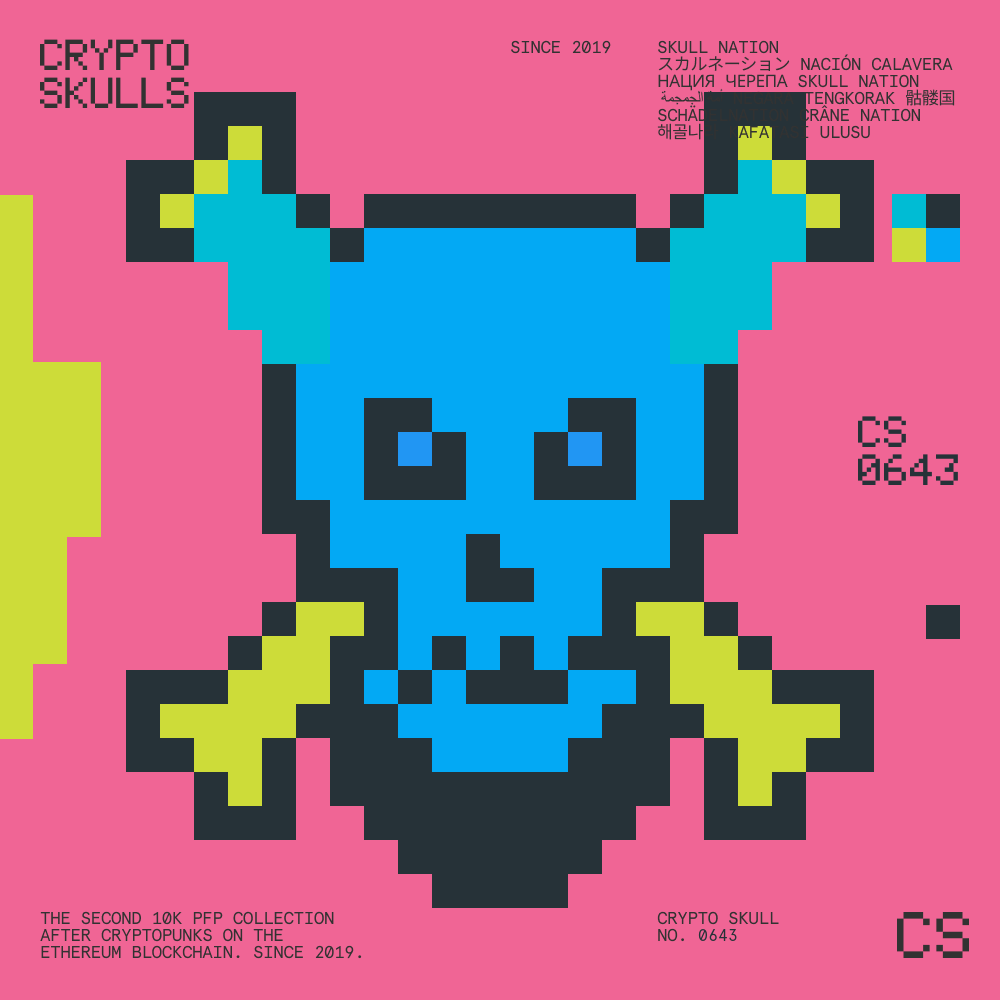 CRYPTO
SKULLS
SINCE 2019
SKULL NATION
スカルネーション NACIÓN CALAVERA
НАЦИЯ ЧЕРЕПА SKULL NATION
TENGKORAK 骷髅国
CRÂNE NATION
해골나 ULUSU
CS
0643
THE SECOND 10K PFP COLLECTION
AFTER CRYPTOPUNKS ON THE
ETHEREUM BLOCKCHAIN. SINCE 2019.
CRYPTO SKULL
NO. 0643
CS